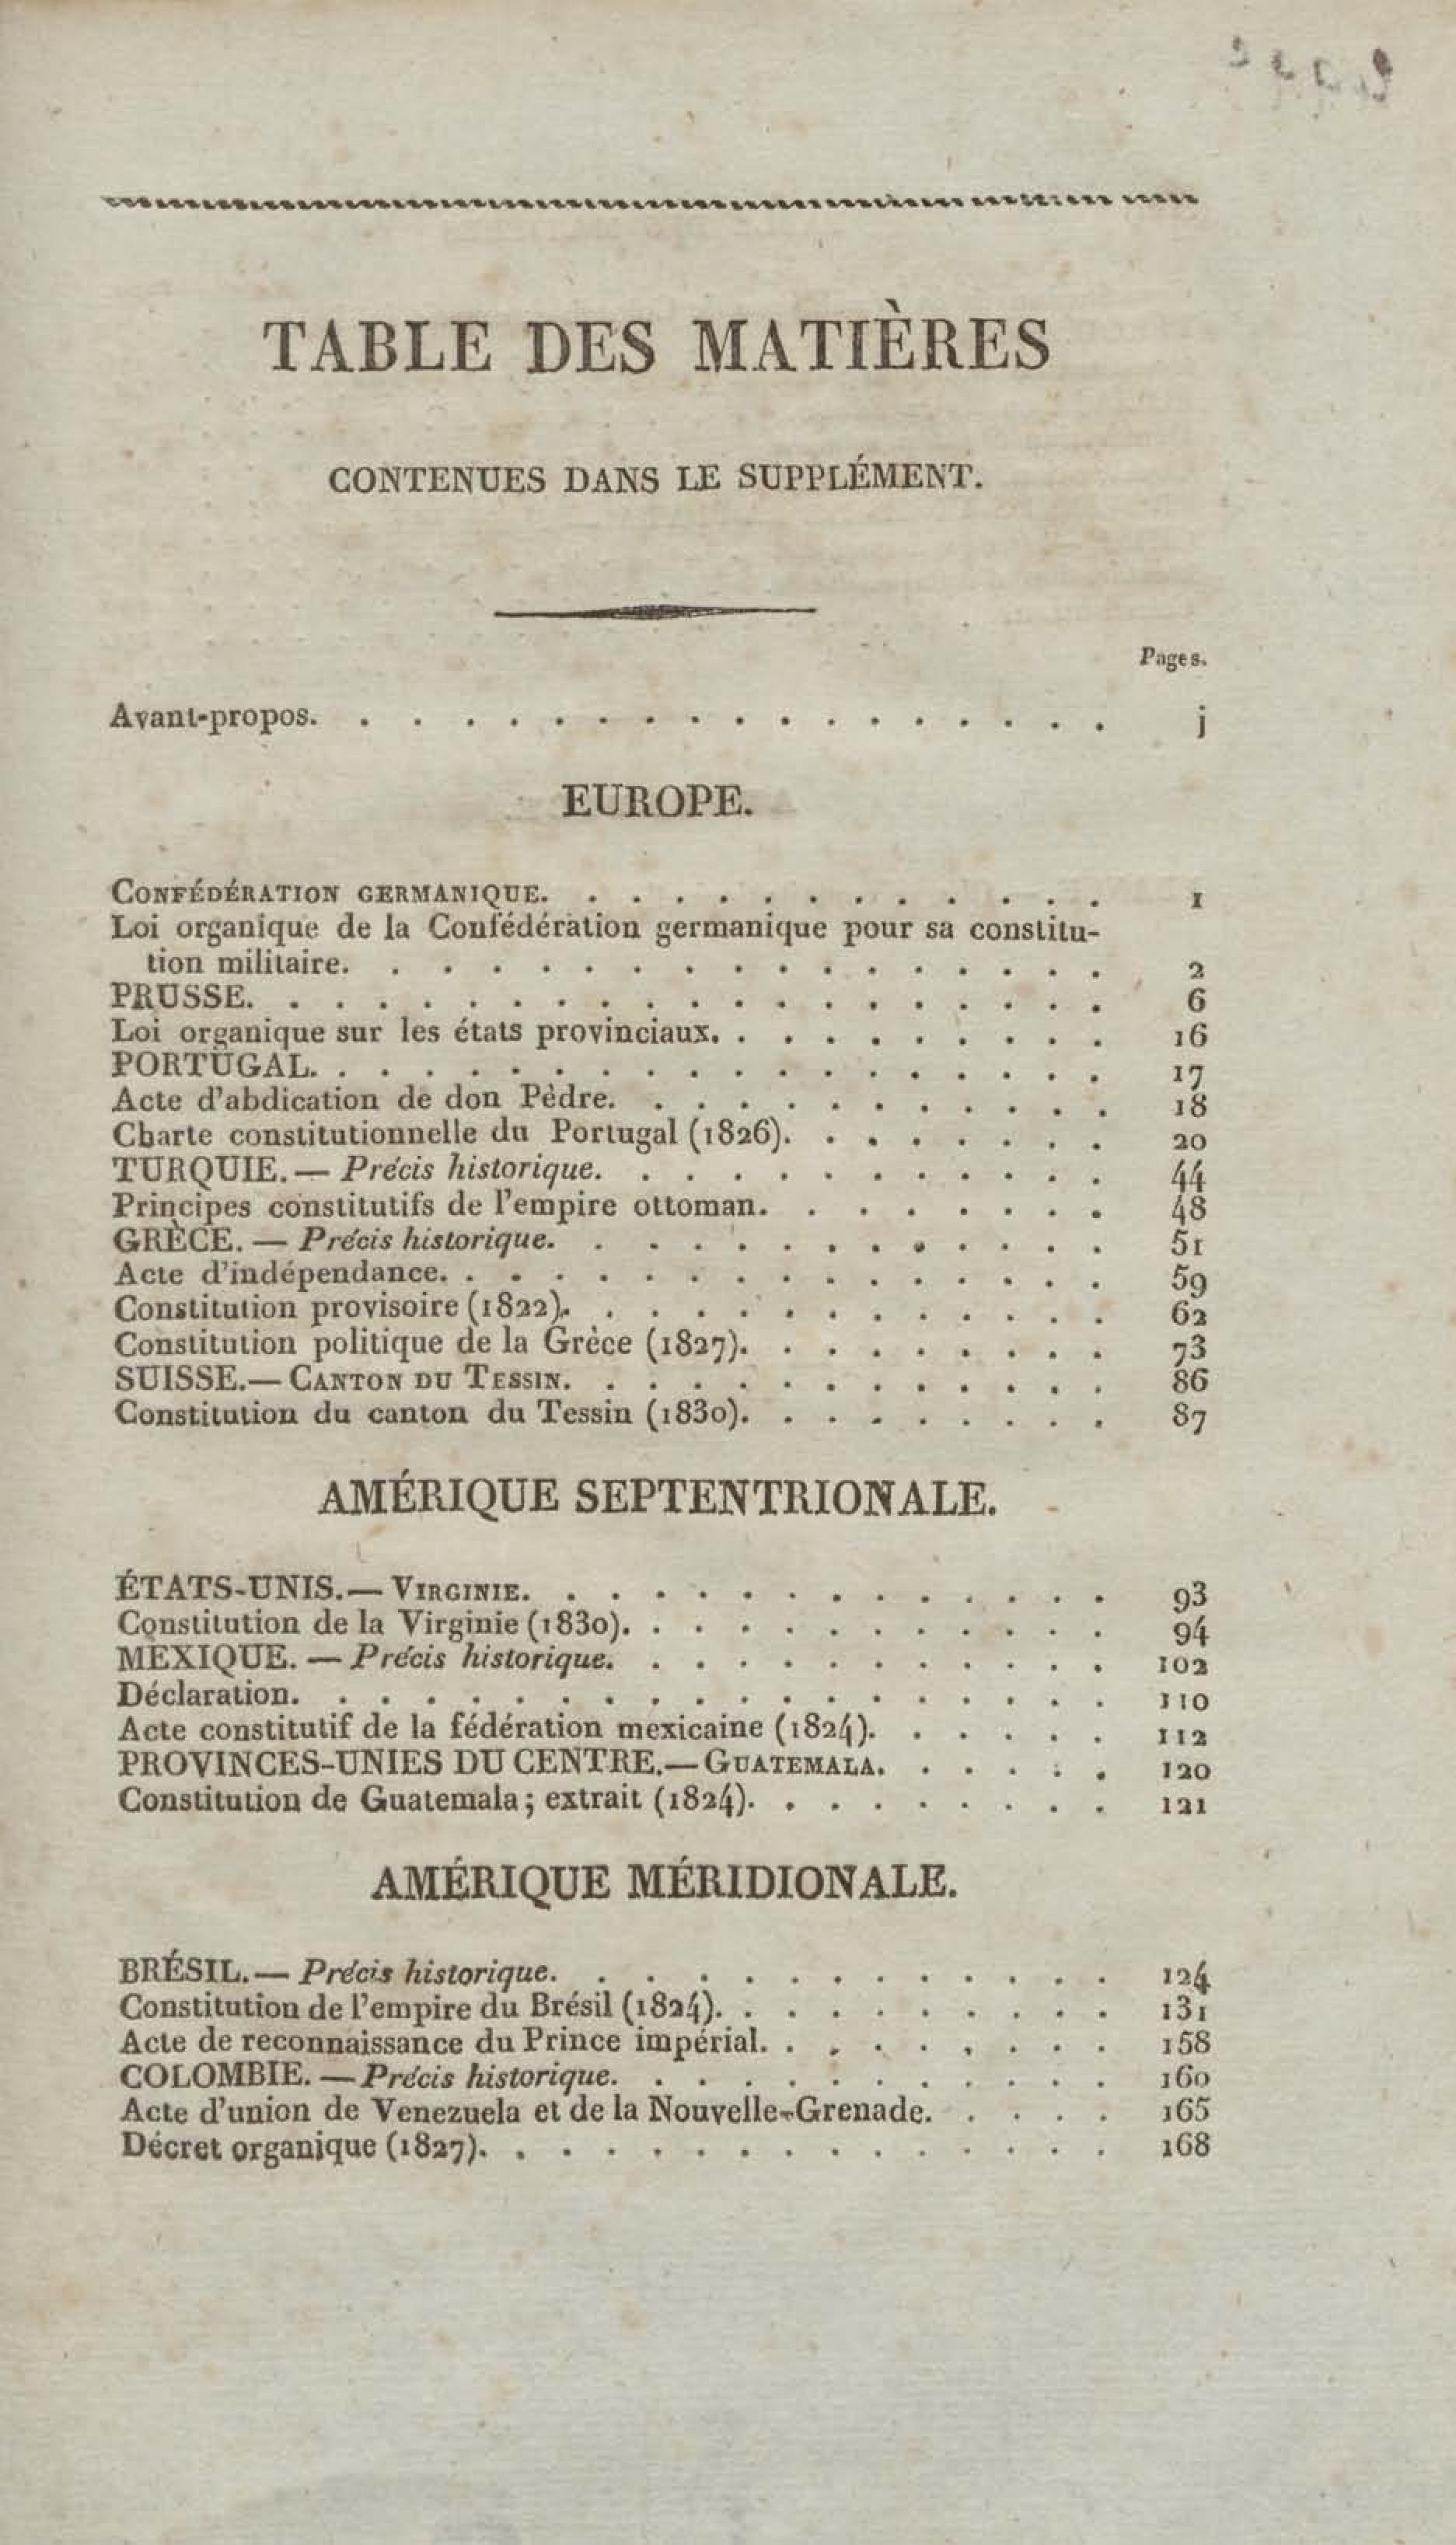 TABLE DES MATIÈRES
CONTENUES DANS LE SUPPLÉMENT.
Pages.
Avant-propos. . . . . . . . . . . . . . . . . . . j
EUROPE.
CONFÉDÉRATION GERMANIQUE. . . . . . . . . . . . . 1
Loi organique de la Confédération germanique pour sa constitu-
tion militaire. . . . . . . . . . . . . . . . . . 2
PRUSSE. . . . . . . . . . . . . . . . . . . . 6
Loi organique sur les états provinciaux. . . . . . . . . . 16
PORTUGAL. . . . . . . . . . . . . . . . . . . 17
Acte d'abdication de don Pèdre. . . . . . . . . . . . 18
Charte constitutionnelle du Portugal (1826). . . . . . . . 20
TURQUIE. — Précis historique. . . . . . . . . . . . 44
Principes constitutifs de l'empire ottoman. . . . . . . . . 48
GRÈCE. — Précis historique. . . . . . . . . . . . . 51
Acte d'indépendance. . . . . . . . . . . . . . . . 59
Constitution provisoire (1822). . . . . . . . . . . . . 62
Constitution politique de la Grèce (1827). . . . . . . . . 73
SUISSE.— CANTON DU TESSIN. . . . . . . . . . . . . 86
Constitution du canton du Tessin (1830). . . . . . . . . 87
AMÉRIQUE SEPTENTRIONALE.
ÉTATS-UNIS.— VIRGINIE. . . . . . . . . . . . . . 93
Constitution de la Virginie (1830). . . . . . . . . . . . 94
MEXIQUE. — Précis historique. . . . . . . . . . . . 102
Déclaration. . . . . . . . . . . . . . . . . . . 110
Acte constitutif de la fédération mexicaine (1824). . . . . . 112
PROVINCES-UNIES DU CENTRE.— GUATEMALA. . . . . . 120
Constitution de Guatemala; extrait (1824). . . . . . . . . 121
AMÉRIQUE MÉRIDIONALE.
BRÉSIL.— Précis historique. . . . . . . . . . . . . 124
Constitution de l'empire du Brésil (1824). . . . . . . . . . 131
Acte de reconnaissance du Prince impérial. . . . . . . . . 158
COLOMBIE. — Précis historique. . . . . . . . . . . . 160
Acte d'union de Venezuela et de la Nouvelle-Grenade. . . . . 165
Décret organique (1827). . . . . . . . . . . . . . . 168